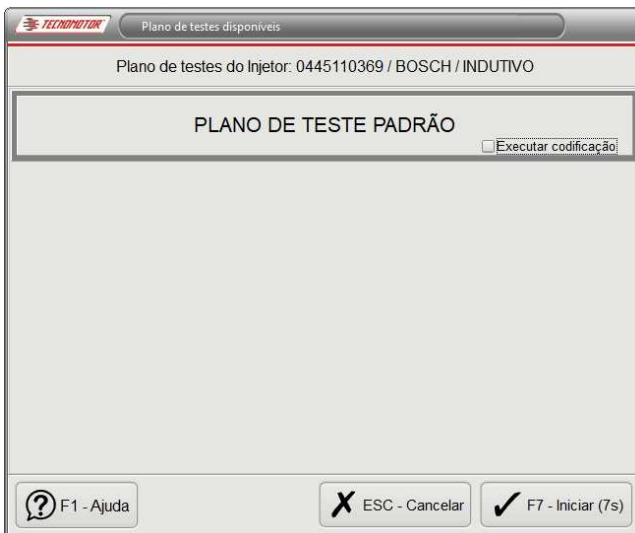 TECNOMOTOR
Plano de testes disponíveis
Plano de testes do Injetor: 0445110369 / BOSCH / INDUTIVO
PLANO DE TESTE PADRÃO
Executar codificação
F1 - Ajuda
ESC - Cancelar
F7 - Iniciar (7s)